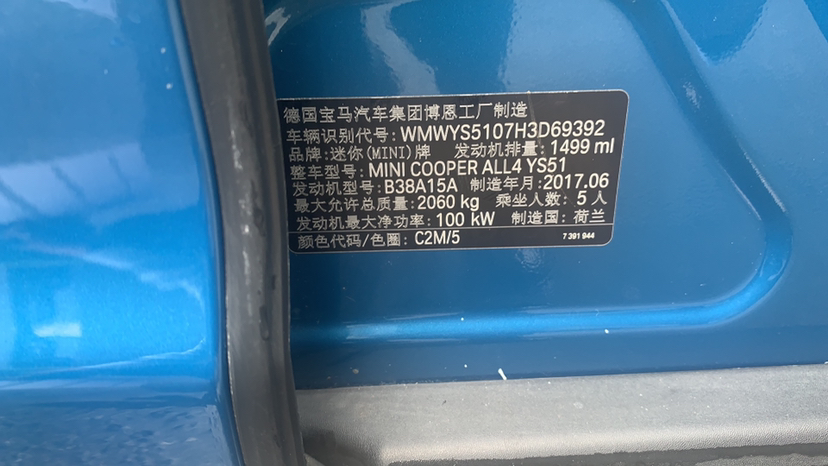 德国宝马汽车集团博恩工厂制造
车辆识别代号: WMWYS5107H3D69392
品牌: 迷你(MINI)牌 发动机排量: 1499 ml
整车型号: MINI COOPER ALL4 YS51
发动机型号: B38A15A 制造年月: 2017.06
最大允许总质量: 2060 kg 乘坐人数: 5 人
发动机最大净功率: 100 kW 制造国: 荷兰
颜色代码/色圈: C2M/5 7 391 944